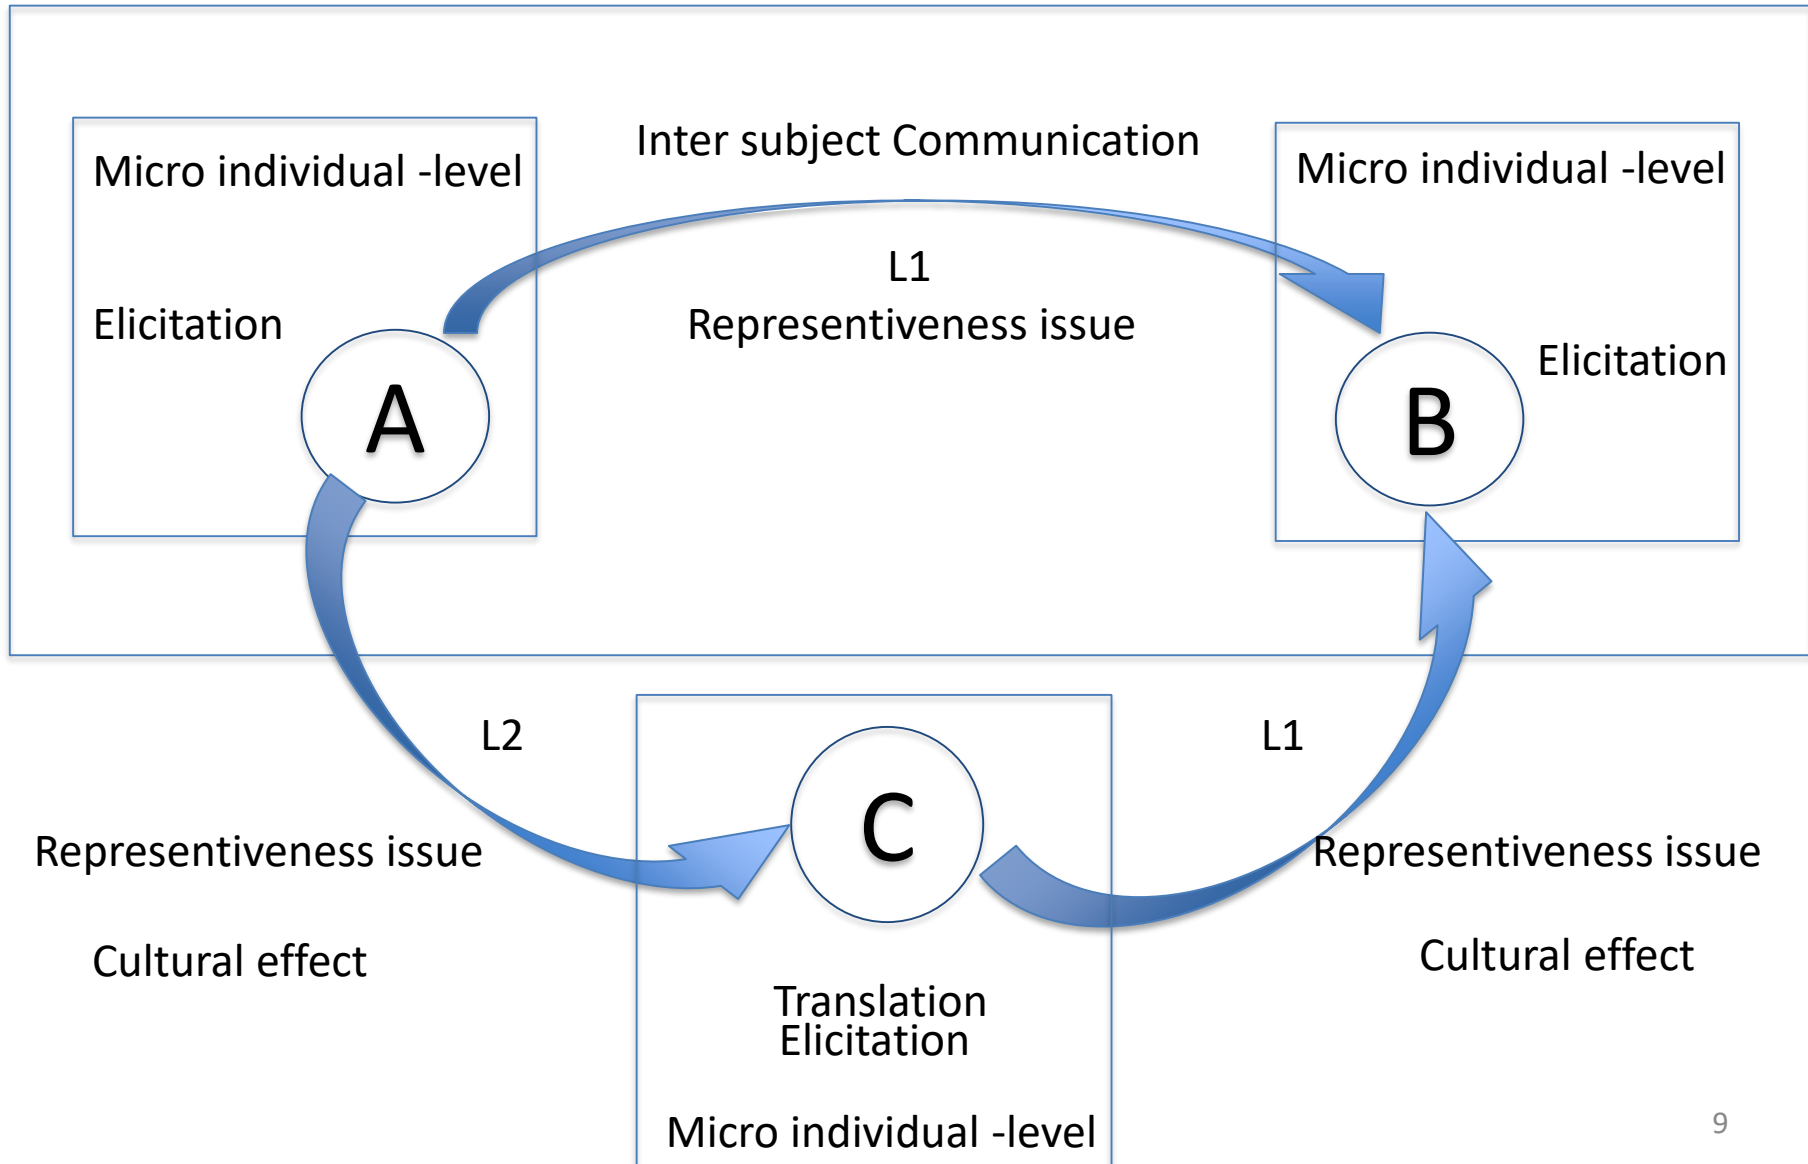 Inter subject Communication
Micro individual -level
Micro individual -level
L1
Representiveness issue
Elicitation
Elicitation
A
B
L2
L1
C
Representiveness issue
Representiveness issue
Cultural effect
Cultural effect
Translation
Elicitation
Micro individual -level
9